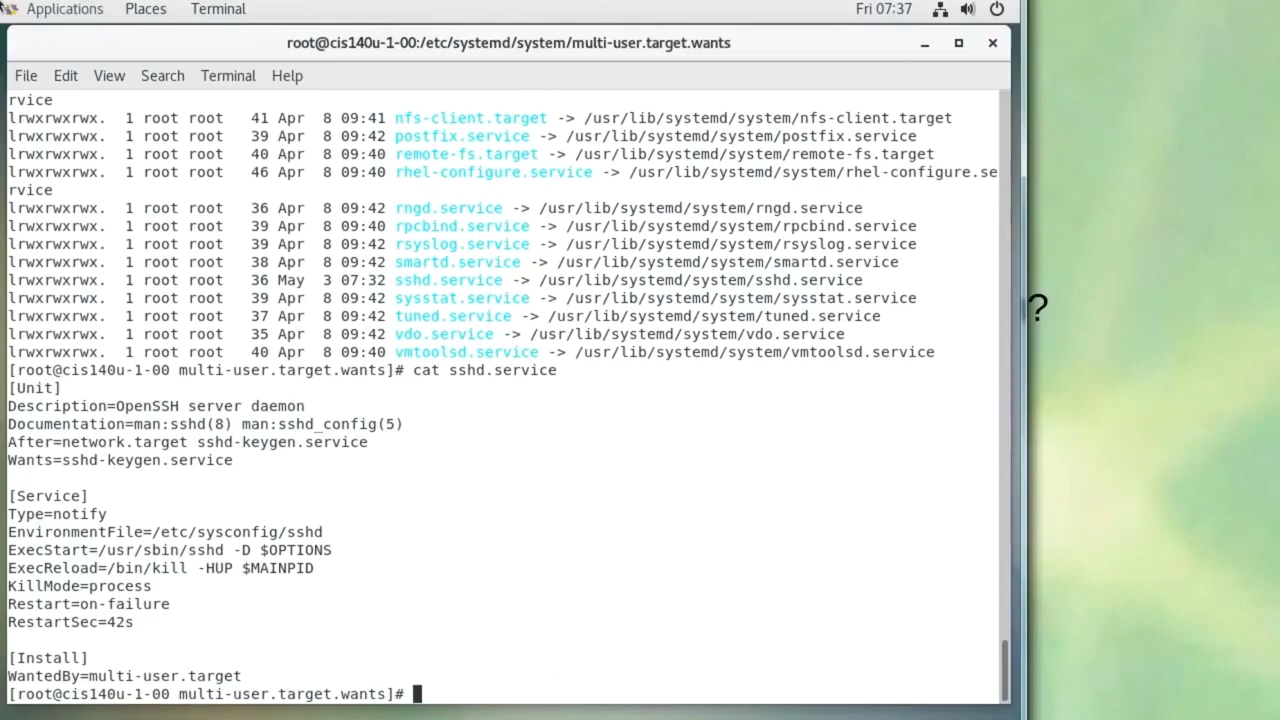 Applications Places Terminal Fri 07:37
root@cis140u-1-00:/etc/systemd/system/multi-user.target.wants
File Edit View Search Terminal Help
rvice
lrwxrwxrwx. 1 root root 41 Apr 8 09:41 nfs-client.target -> /usr/lib/systemd/system/nfs-client.target
lrwxrwxrwx. 1 root root 39 Apr 8 09:42 postfix.service -> /usr/lib/systemd/system/postfix.service
lrwxrwxrwx. 1 root root 40 Apr 8 09:40 remote-fs.target -> /usr/lib/systemd/system/remote-fs.target
lrwxrwxrwx. 1 root root 46 Apr 8 09:40 rhel-configure.service -> /usr/lib/systemd/system/rhel-configure.se
rvice
lrwxrwxrwx. 1 root root 36 Apr 8 09:42 rngd.service -> /usr/lib/systemd/system/rngd.service
lrwxrwxrwx. 1 root root 39 Apr 8 09:40 rpcbind.service -> /usr/lib/systemd/system/rpcbind.service
lrwxrwxrwx. 1 root root 39 Apr 8 09:42 rsyslog.service -> /usr/lib/systemd/system/rsyslog.service
lrwxrwxrwx. 1 root root 38 Apr 8 09:42 smartd.service -> /usr/lib/systemd/system/smartd.service
lrwxrwxrwx. 1 root root 36 May 3 07:32 sshd.service -> /usr/lib/systemd/system/sshd.service
lrwxrwxrwx. 1 root root 39 Apr 8 09:42 sysstat.service -> /usr/lib/systemd/system/sysstat.service
lrwxrwxrwx. 1 root root 37 Apr 8 09:42 tuned.service -> /usr/lib/systemd/system/tuned.service
lrwxrwxrwx. 1 root root 35 Apr 8 09:42 vdo.service -> /usr/lib/systemd/system/vdo.service
lrwxrwxrwx. 1 root root 40 Apr 8 09:40 vmtoolsd.service -> /usr/lib/systemd/system/vmtoolsd.service
[root@cis140u-1-00 multi-user.target.wants]# cat sshd.service
[Unit]
Description=OpenSSH server daemon
Documentation=man:sshd(8) man:sshd_config(5)
After=network.target sshd-keygen.service
Wants=sshd-keygen.service
[Service]
Type=notify
EnvironmentFile=/etc/sysconfig/sshd
ExecStart=/usr/sbin/sshd -D $OPTIONS
ExecReload=/bin/kill -HUP $MAINPID
KillMode=process
Restart=on-failure
RestartSec=42s
[Install]
WantedBy=multi-user.target
[root@cis140u-1-00 multi-user.target.wants]#
?